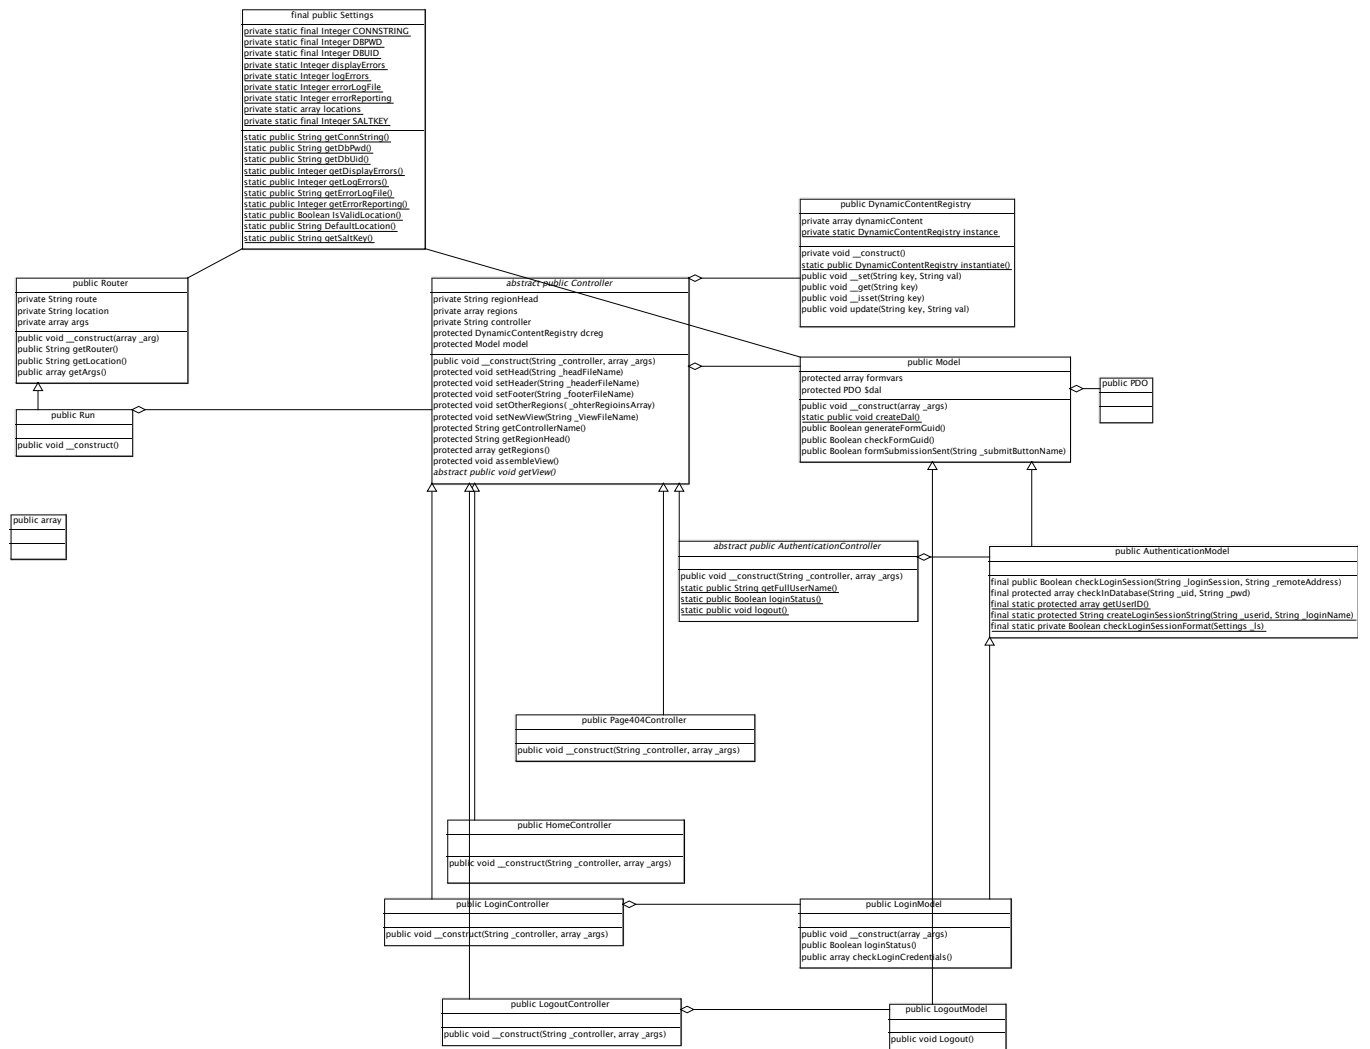 final public Settings
private static final Integer CONNSTRING
private static final Integer DBPWD
private static final Integer DBUID
private static Integer displayErrors
private static Integer logErrors
private static Integer errorLogFile
private static Integer errorReporting
private static array locations
private static final Integer SALTKEY
static public String getConnString()
static public String getDbPwd()
static public String getDbUid()
static public Integer getDisplayErrors()
static public Integer getLogErrors()
static public String getErrorLogFile()
static public Integer getErrorReporting()
static public Boolean IsValidLocation()
static public String DefaultLocation()
static public String getSaltKey()
public DynamicContentRegistry
private array dynamicContent
private static DynamicContentRegistry instance
private void __construct()
static public DynamicContentRegistry instantiate()
public void __set(String key, String val)
public void __get(String key)
public void __isset(String key)
public void update(String key, String val)
public Router
private String route
private String location
private array args
public void __construct(array _arg)
public String getRouter()
public String getLocation()
public array getArgs()
abstract public Controller
private String regionHead
private array regions
private String controller
protected DynamicContentRegistry dcreg
protected Model model
public void __construct(String _controller, array _args)
protected void setHead(String _headFileName)
protected void setHeader(String _headerFileName)
protected void setFooter(String _footerFileName)
protected void setOtherRegions( _ohterRegioinsArray)
protected void setNewView(String _ViewFileName)
protected String getControllerName()
protected String getRegionHead()
protected array getRegions()
protected void assembleView()
abstract public void getView()
public Model
protected array formvars
protected PDO $dal
public void __construct(array _args)
static public void createDal()
public Boolean generateFormGuid()
public Boolean checkFormGuid()
public Boolean formSubmissionSent(String _submitButtonName)
public PDO
public Run
public void __construct()
public array
abstract public AuthenticationController
public void __construct(String _controller, array _args)
static public String getFullUserName()
static public Boolean loginStatus()
static public void logout()
public AuthenticationModel
final public Boolean checkLoginSession(String _loginSession, String _remoteAddress)
final protected array checkInDatabase(String _uid, String _pwd)
final static protected array getUserID()
final static protected String createLoginSessionString(String _userid, String _loginName)
final static private Boolean checkLoginSessionFormat(Settings _ls)
public Page404Controller
public void __construct(String _controller, array _args)
public HomeController
public void __construct(String _controller, array _args)
public LoginController
public void __construct(String _controller, array _args)
public LoginModel
public void __construct(array _args)
public Boolean loginStatus()
public array checkLoginCredentials()
public LogoutController
public void __construct(String _controller, array _args)
public LogoutModel
public void Logout()